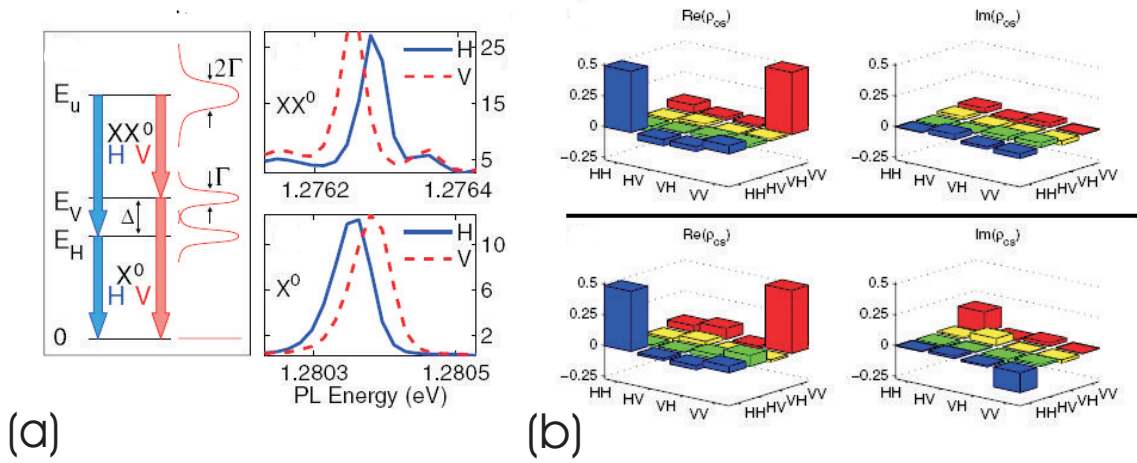 E_u
XX⁰
H V
E_V
Δ
E_H
X⁰
H V
0
2Γ
Γ
XX⁰
H
V
25
15
5
1.2762 1.2764
X⁰
H
V
10
6
2
1.2803 1.2805
PL Energy (eV)
(a)
Re(ρ_cs)
0.5
0.25
0
−0.25
HH HV VH VV
HH HV VH VV
Im(ρ_cs)
0.5
0.25
0
−0.25
HH HV VH VV
HH HV VH VV
Re(ρ_cs)
0.5
0.25
0
−0.25
HH HV VH VV
HH HV VH VV
Im(ρ_cs)
0.5
0.25
0
−0.25
HH HV VH VV
HH HV VH VV
(b)